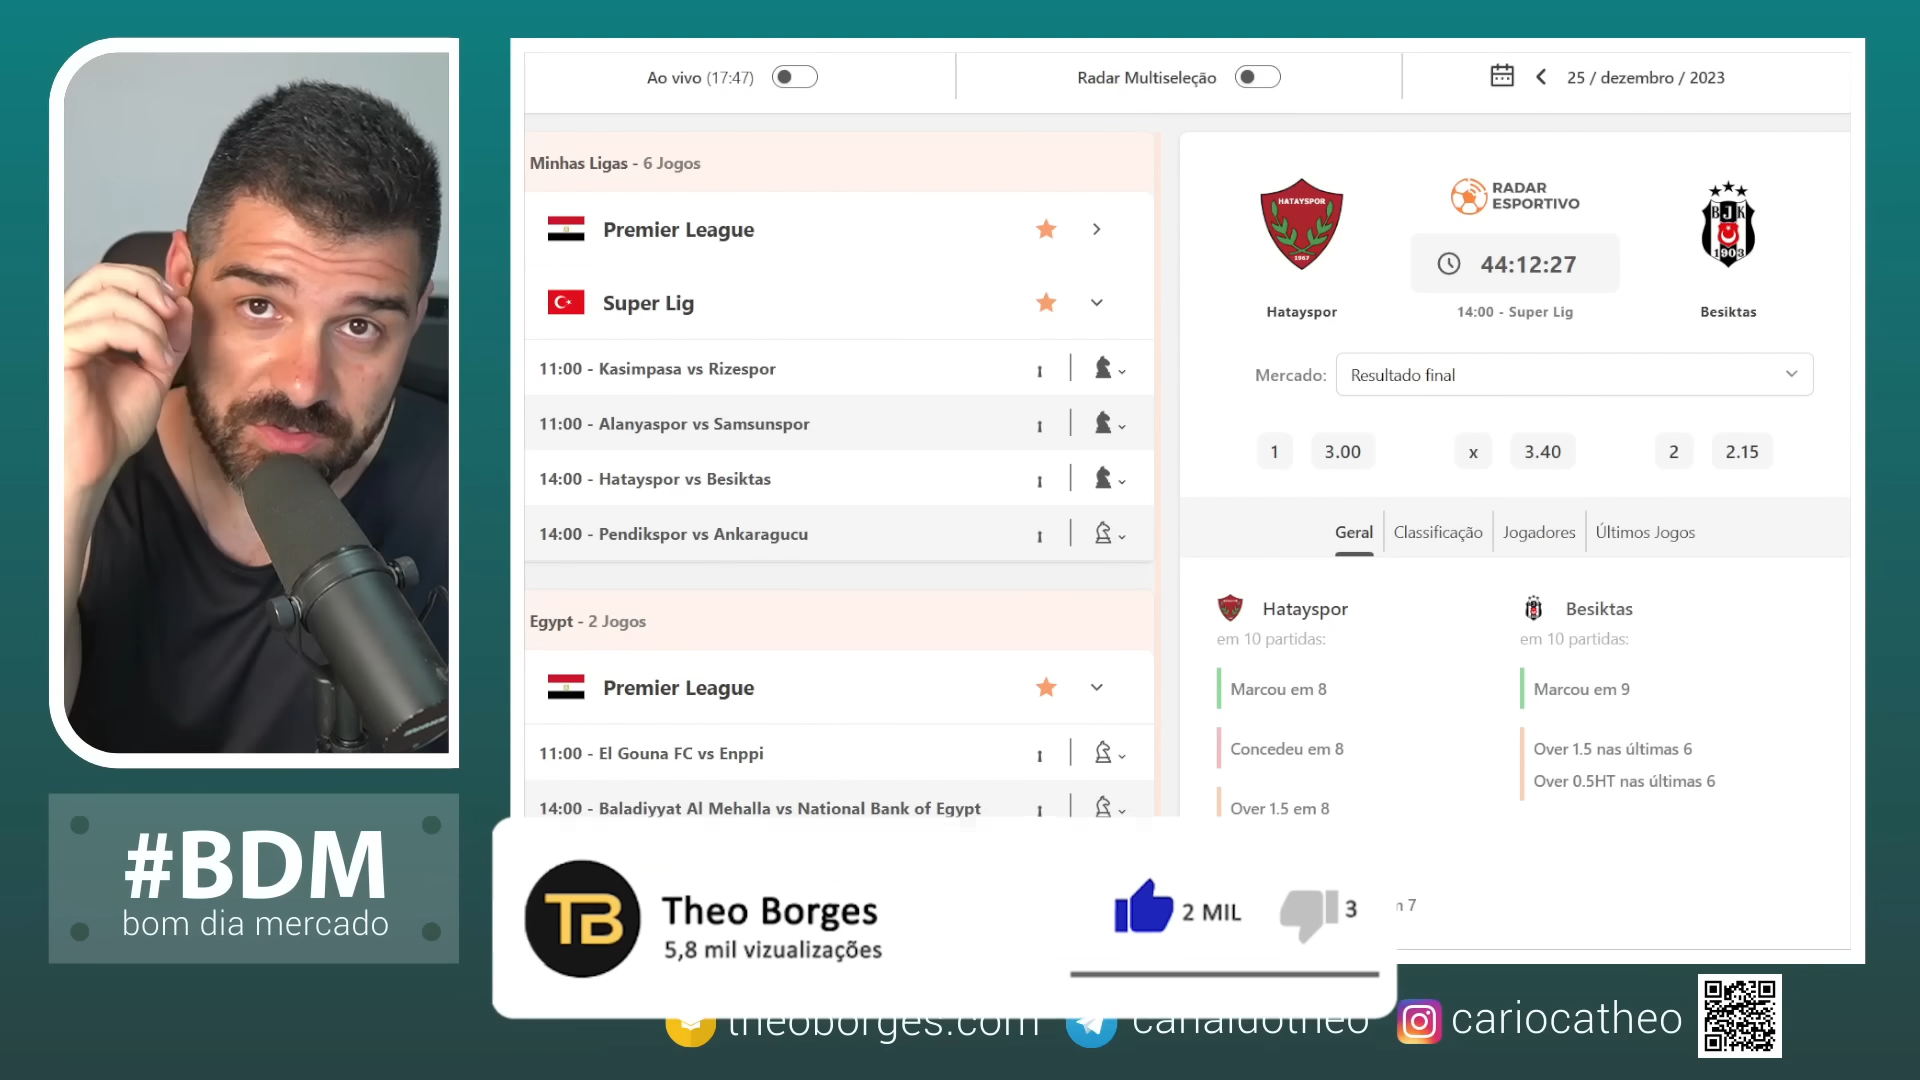 Ao vivo (17:47)
Radar Multiseleção
25 / dezembro / 2023
Minhas Ligas - 6 Jogos
Premier League
Super Lig
11:00 - Kasimpasa vs Rizespor
11:00 - Alanyaspor vs Samsunspor
14:00 - Hatayspor vs Besiktas
14:00 - Pendikspor vs Ankaragucu
Egypt - 2 Jogos
Premier League
11:00 - El Gouna FC vs Enppi
14:00 - Baladiyyat Al Mehalla vs National Bank of Egypt
HATAYSPOR
1967
RADAR
ESPORTIVO
BJK
1903
44:12:27
Hatayspor
14:00 - Super Lig
Besiktas
Mercado: Resultado final
1 3.00 x 3.40 2 2.15
Geral Classificação Jogadores Últimos Jogos
Hatayspor
em 10 partidas:
Marcou em 8
Concedeu em 8
Over 1.5 em 8
Besiktas
em 10 partidas:
Marcou em 9
Over 1.5 nas últimas 6
Over 0.5HT nas últimas 6
7
#BDM
bom dia mercado
TB
Theo Borges
5,8 mil vizualizações
2 MIL
3
theoborges.com
canaldotheo
cariocatheo